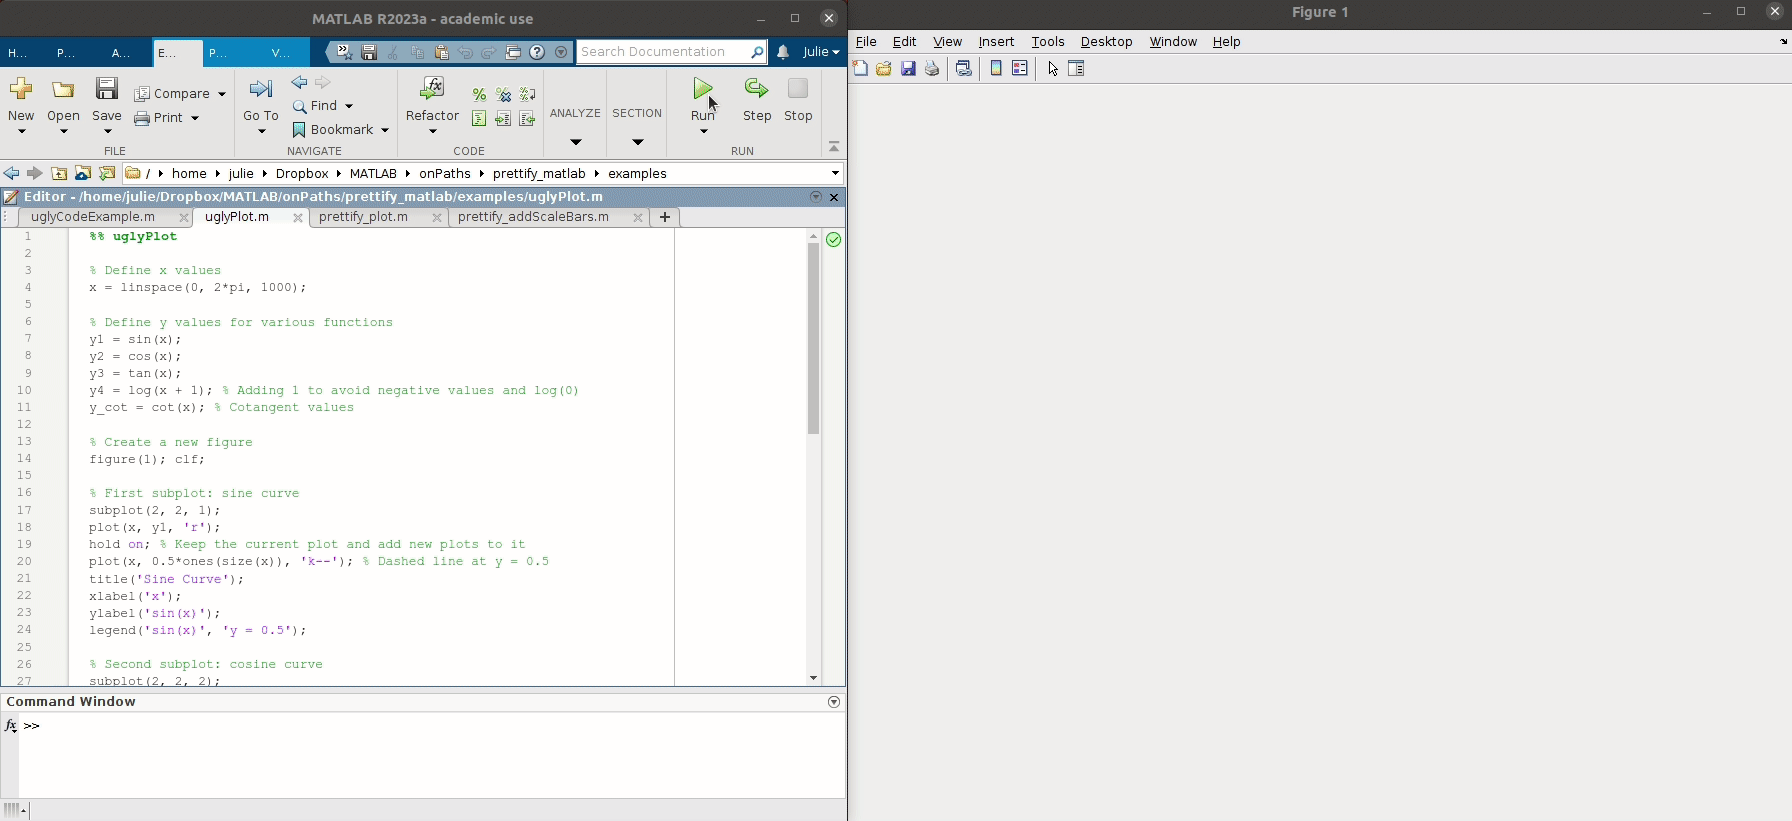 MATLAB R2023a - academic use
H... P... A... E... P... V...
Search Documentation
Julie
New
Open
Save
Compare
Print
FILE
Go To
Find
Bookmark
NAVIGATE
fx
Refactor
CODE
ANALYZE
SECTION
Run
Step
Stop
RUN
/ home julie Dropbox MATLAB onPaths prettify_matlab examples
Editor - /home/julie/Dropbox/MATLAB/onPaths/prettify_matlab/examples/uglyPlot.m
uglyCodeExample.m uglyPlot.m prettify_plot.m prettify_addScaleBars.m +
1 %% uglyPlot
2
3 % Define x values
4 x = linspace(0, 2*pi, 1000);
5
6 % Define y values for various functions
7 y1 = sin(x);
8 y2 = cos(x);
9 y3 = tan(x);
10 y4 = log(x + 1); % Adding 1 to avoid negative values and log(0)
11 y_cot = cot(x); % Cotangent values
12
13 % Create a new figure
14 figure(1); clf;
15
16 % First subplot: sine curve
17 subplot(2, 2, 1);
18 plot(x, y1, 'r');
19 hold on; % Keep the current plot and add new plots to it
20 plot(x, 0.5*ones(size(x)), 'k--'); % Dashed line at y = 0.5
21 title('Sine Curve');
22 xlabel('x');
23 ylabel('sin(x)');
24 legend('sin(x)', 'y = 0.5');
25
26 % Second subplot: cosine curve
27 subplot(2, 2, 2);
Command Window
fx >>
Figure 1
File Edit View Insert Tools Desktop Window Help